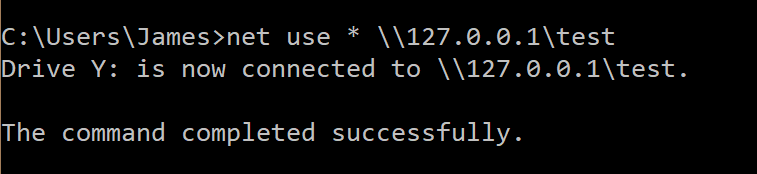 C:\Users\James>net use * \\127.0.0.1\test
Drive Y: is now connected to \\127.0.0.1\test.
The command completed successfully.